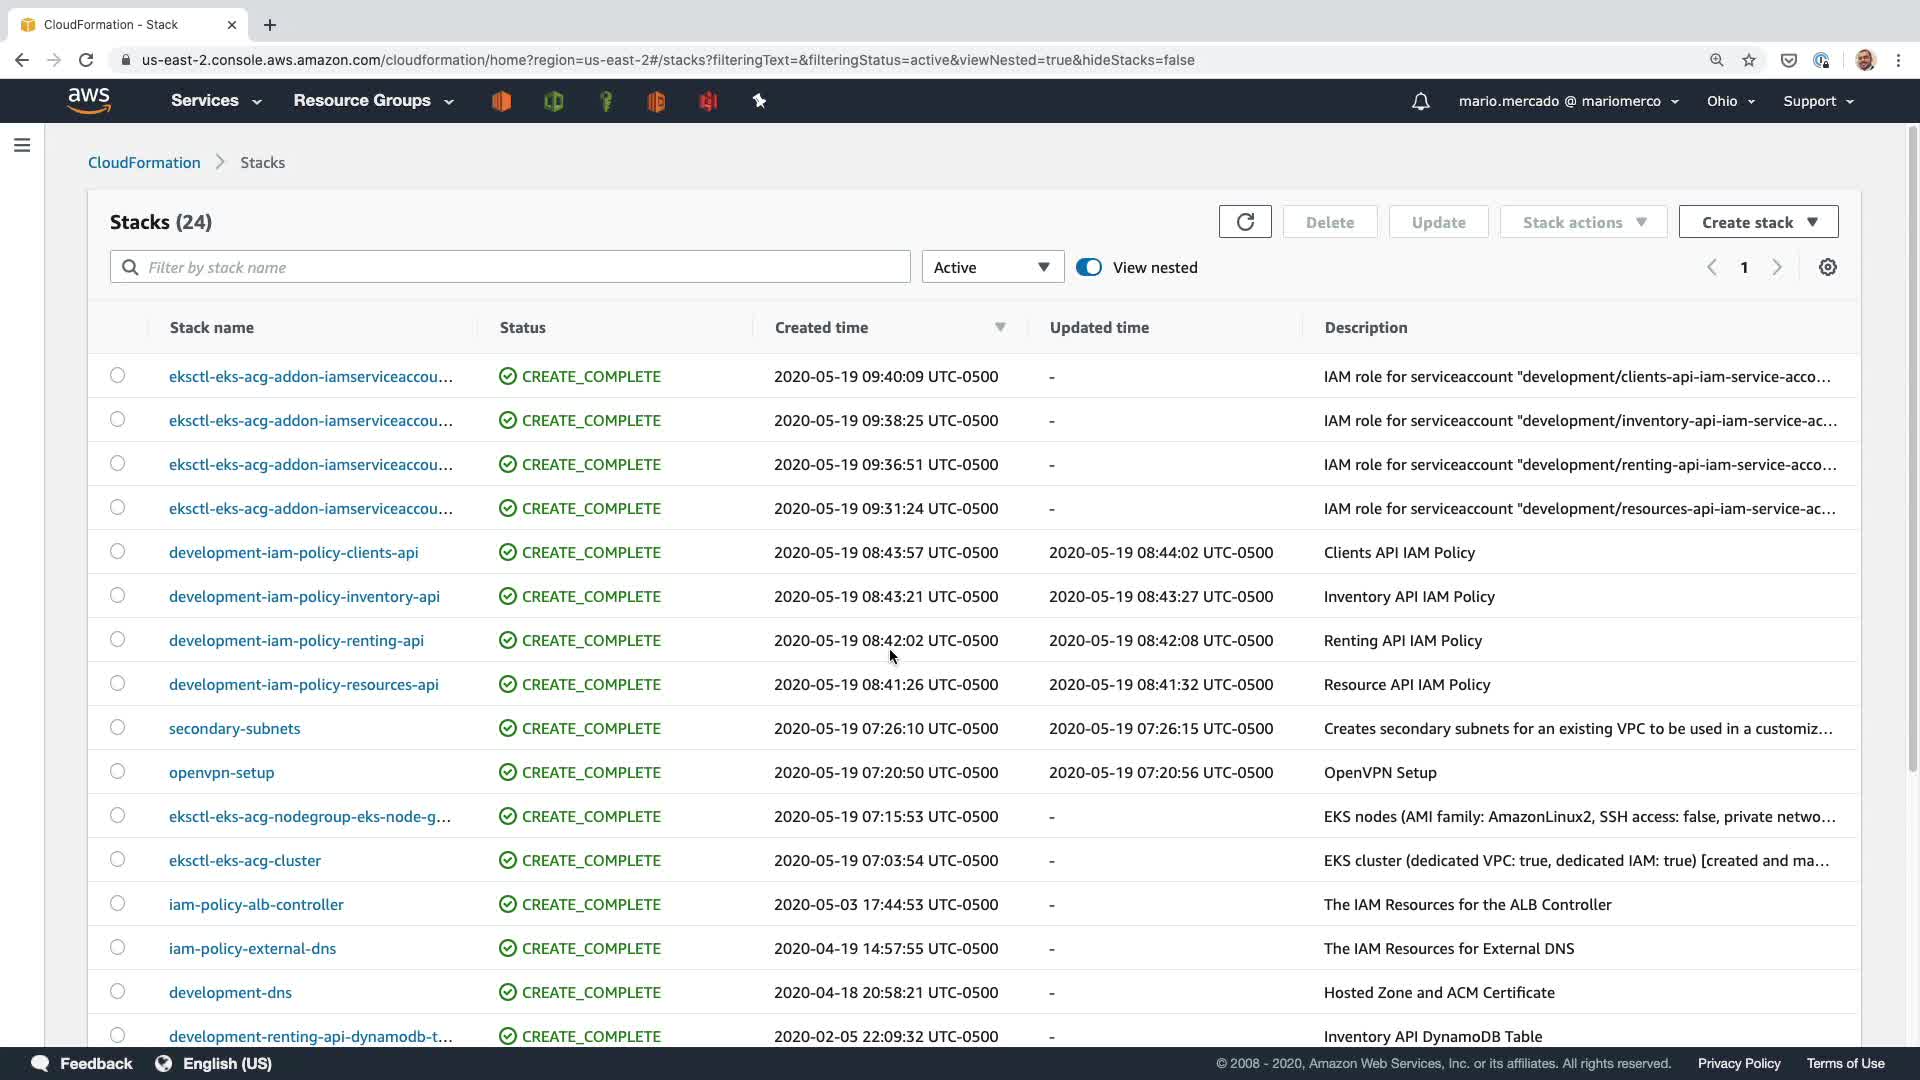 CloudFormation - Stack
us-east-2.console.aws.amazon.com/cloudformation/home?region=us-east-2#/stacks?filteringText=&filteringStatus=active&viewNested=true&hideStacks=false
aws Services Resource Groups mario.mercado @ mariomerco Ohio Support
CloudFormation Stacks
Stacks (24) Delete Update Stack actions Create stack
Filter by stack name Active View nested 1
Stack name Status Created time Updated time Description
eksctl-eks-acg-addon-iamserviceaccou... CREATE_COMPLETE 2020-05-19 09:40:09 UTC-0500 - IAM role for serviceaccount "development/clients-api-iam-service-acco...
eksctl-eks-acg-addon-iamserviceaccou... CREATE_COMPLETE 2020-05-19 09:38:25 UTC-0500 - IAM role for serviceaccount "development/inventory-api-iam-service-ac...
eksctl-eks-acg-addon-iamserviceaccou... CREATE_COMPLETE 2020-05-19 09:36:51 UTC-0500 - IAM role for serviceaccount "development/renting-api-iam-service-acco...
eksctl-eks-acg-addon-iamserviceaccou... CREATE_COMPLETE 2020-05-19 09:31:24 UTC-0500 - IAM role for serviceaccount "development/resources-api-iam-service-ac...
development-iam-policy-clients-api CREATE_COMPLETE 2020-05-19 08:43:57 UTC-0500 2020-05-19 08:44:02 UTC-0500 Clients API IAM Policy
development-iam-policy-inventory-api CREATE_COMPLETE 2020-05-19 08:43:21 UTC-0500 2020-05-19 08:43:27 UTC-0500 Inventory API IAM Policy
development-iam-policy-renting-api CREATE_COMPLETE 2020-05-19 08:42:02 UTC-0500 2020-05-19 08:42:08 UTC-0500 Renting API IAM Policy
development-iam-policy-resources-api CREATE_COMPLETE 2020-05-19 08:41:26 UTC-0500 2020-05-19 08:41:32 UTC-0500 Resource API IAM Policy
secondary-subnets CREATE_COMPLETE 2020-05-19 07:26:10 UTC-0500 2020-05-19 07:26:15 UTC-0500 Creates secondary subnets for an existing VPC to be used in a customiz...
openvpn-setup CREATE_COMPLETE 2020-05-19 07:20:50 UTC-0500 2020-05-19 07:20:56 UTC-0500 OpenVPN Setup
eksctl-eks-acg-nodegroup-eks-node-g... CREATE_COMPLETE 2020-05-19 07:15:53 UTC-0500 - EKS nodes (AMI family: AmazonLinux2, SSH access: false, private netwo...
eksctl-eks-acg-cluster CREATE_COMPLETE 2020-05-19 07:03:54 UTC-0500 - EKS cluster (dedicated VPC: true, dedicated IAM: true) [created and ma...
iam-policy-alb-controller CREATE_COMPLETE 2020-05-03 17:44:53 UTC-0500 - The IAM Resources for the ALB Controller
iam-policy-external-dns CREATE_COMPLETE 2020-04-19 14:57:55 UTC-0500 - The IAM Resources for External DNS
development-dns CREATE_COMPLETE 2020-04-18 20:58:21 UTC-0500 - Hosted Zone and ACM Certificate
development-renting-api-dynamodb-t... CREATE_COMPLETE 2020-02-05 22:09:32 UTC-0500 - Inventory API DynamoDB Table
Feedback English (US) © 2008 - 2020, Amazon Web Services, Inc. or its affiliates. All rights reserved. Privacy Policy Terms of Use